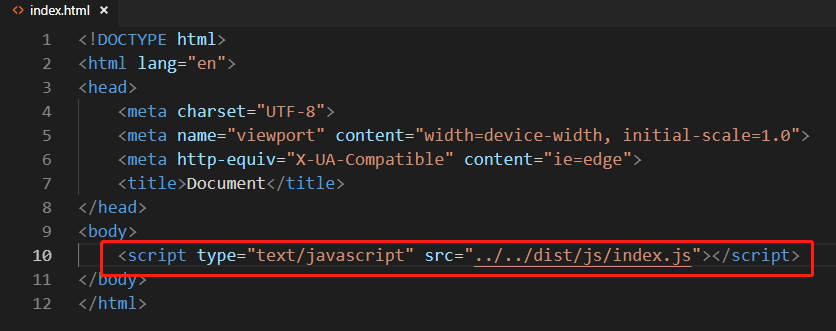 <> index.html ×
1 <!DOCTYPE html>
2 <html lang="en">
3 <head>
4     <meta charset="UTF-8">
5     <meta name="viewport" content="width=device-width, initial-scale=1.0">
6     <meta http-equiv="X-UA-Compatible" content="ie=edge">
7     <title>Document</title>
8 </head>
9 <body>
10     <script type="text/javascript" src="../../dist/js/index.js"></script>
11 </body>
12 </html>